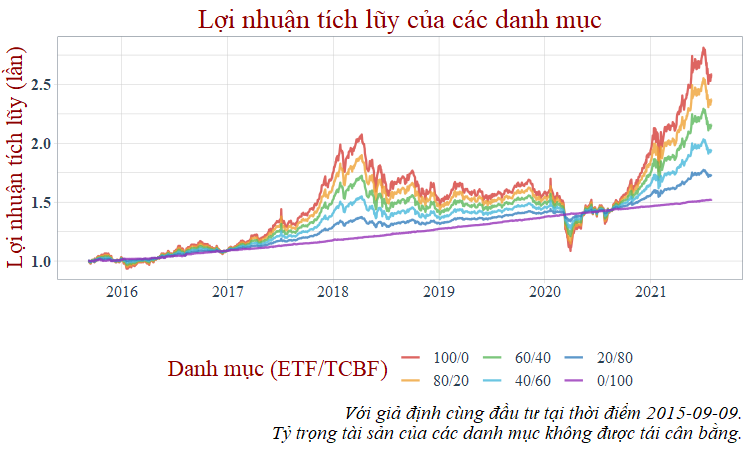 Lợi nhuận tích lũy của các danh mục
Lợi nhuận tích lũy (lần)
2.5
2.0
1.5
1.0
2016 2017 2018 2019 2020 2021
Danh mục (ETF/TCBF)
100/0 60/40 20/80
80/20 40/60 0/100
Với giả định cùng đầu tư tại thời điểm 2015-09-09.
Tỷ trọng tài sản của các danh mục không được tái cân bằng.